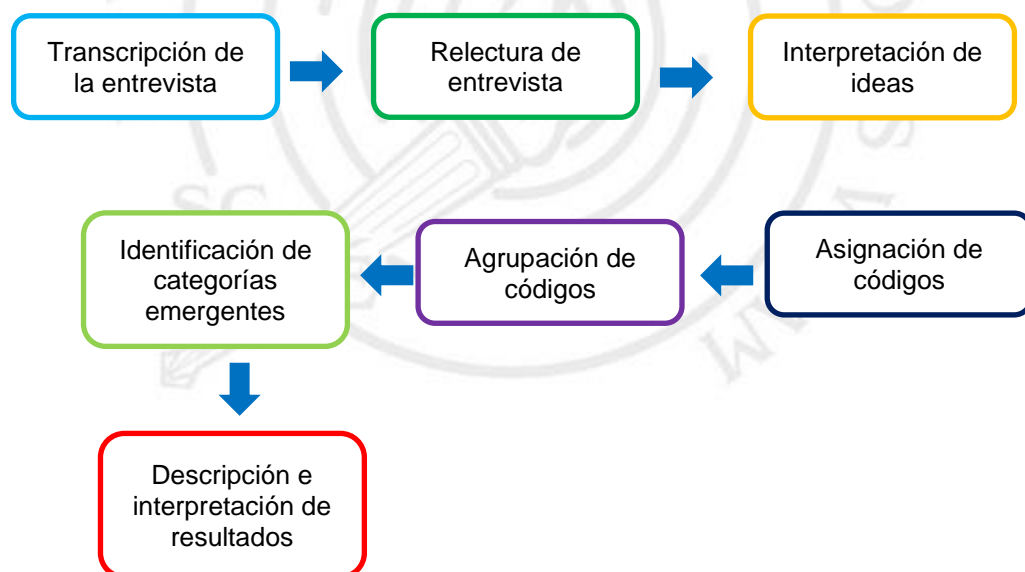 Transcripción de
la entrevista
Relectura de
entrevista
Interpretación de
ideas
Asignación de
códigos
Agrupación de
códigos
Identificación de
categorías
emergentes
Descripción e
interpretación de
resultados